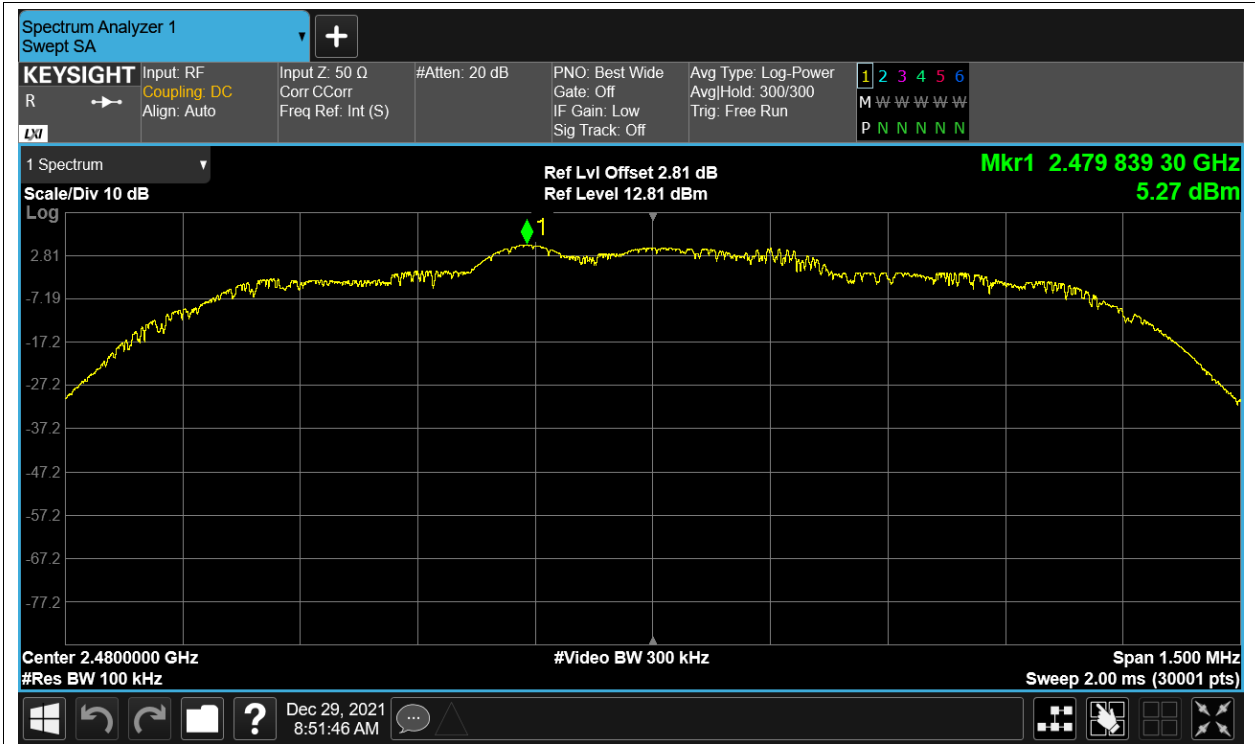 Spectrum Analyzer 1
Swept SA
+
KEYSIGHT
R
LXI
Input: RF
Coupling: DC
Align: Auto
Input Z: 50 Ω
Corr CCorr
Freq Ref: Int (S)
#Atten: 20 dB
PNO: Best Wide
Gate: Off
IF Gain: Low
Sig Track: Off
Avg Type: Log-Power
Avg|Hold: 300/300
Trig: Free Run
1 2 3 4 5 6
M W W W W W
P N N N N N
1 Spectrum
Scale/Div 10 dB
Log
Ref Lvl Offset 2.81 dB
Ref Level 12.81 dBm
Mkr1 2.479 839 30 GHz
5.27 dBm
1
2.81
-7.19
-17.2
-27.2
-37.2
-47.2
-57.2
-67.2
-77.2
Center 2.4800000 GHz
#Res BW 100 kHz
#Video BW 300 kHz
Span 1.500 MHz
Sweep 2.00 ms (30001 pts)
?
Dec 29, 2021
8:51:46 AM